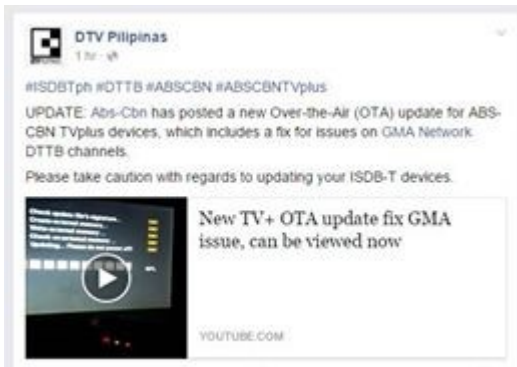 DTV Pilipinas
1 hr
#ISDBTph #DTTB #ABSCBN #ABSCBNTVplus
UPDATE: Abs-Cbn has posted a new Over-the-Air (OTA) update for ABS-
CBN TVplus devices, which includes a fix for issues on GMA Network
DTTB channels.
Please take caution with regards to updating your ISDB-T devices.
New TV+ OTA update fix GMA
issue, can be viewed now
YOUTUBE.COM